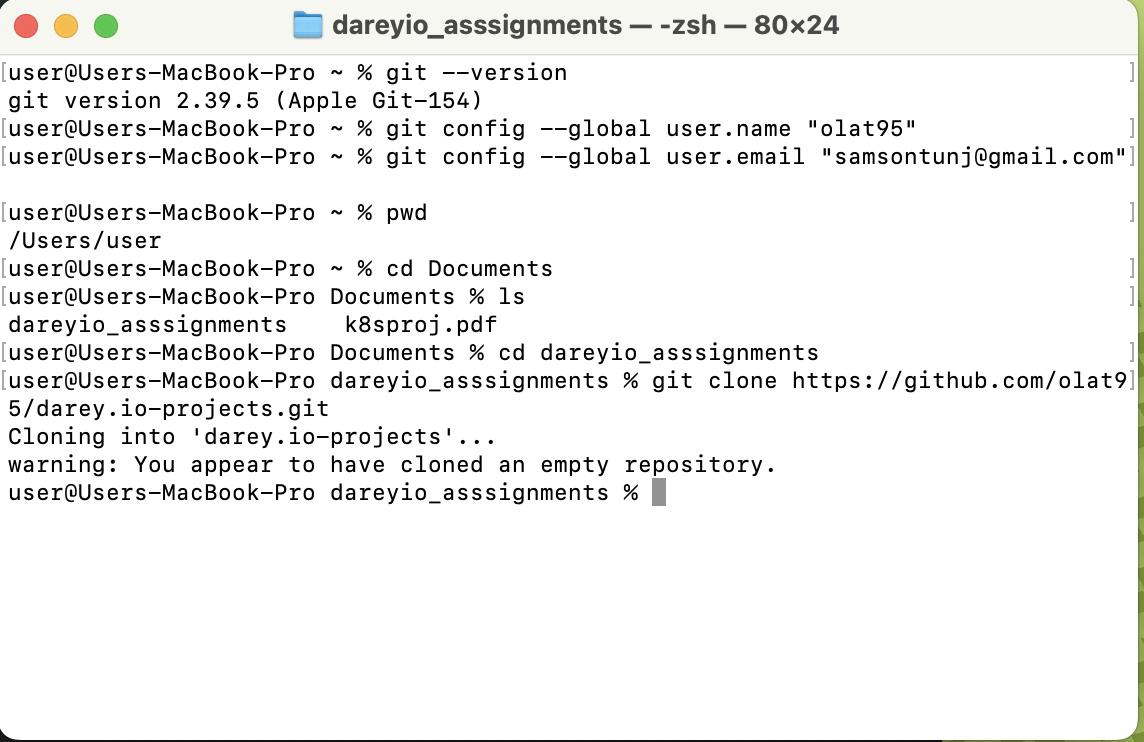 dareyio_asssignments — -zsh — 80×24
[user@Users-MacBook-Pro ~ % git --version ]
git version 2.39.5 (Apple Git-154)
[user@Users-MacBook-Pro ~ % git config --global user.name "olat95" ]
[user@Users-MacBook-Pro ~ % git config --global user.email "samsontunj@gmail.com"]
[user@Users-MacBook-Pro ~ % pwd ]
/Users/user
[user@Users-MacBook-Pro ~ % cd Documents ]
[user@Users-MacBook-Pro Documents % ls ]
dareyio_asssignments    k8sproj.pdf
[user@Users-MacBook-Pro Documents % cd dareyio_asssignments ]
[user@Users-MacBook-Pro dareyio_asssignments % git clone https://github.com/olat9]
5/darey.io-projects.git
Cloning into 'darey.io-projects'...
warning: You appear to have cloned an empty repository.
user@Users-MacBook-Pro dareyio_asssignments %